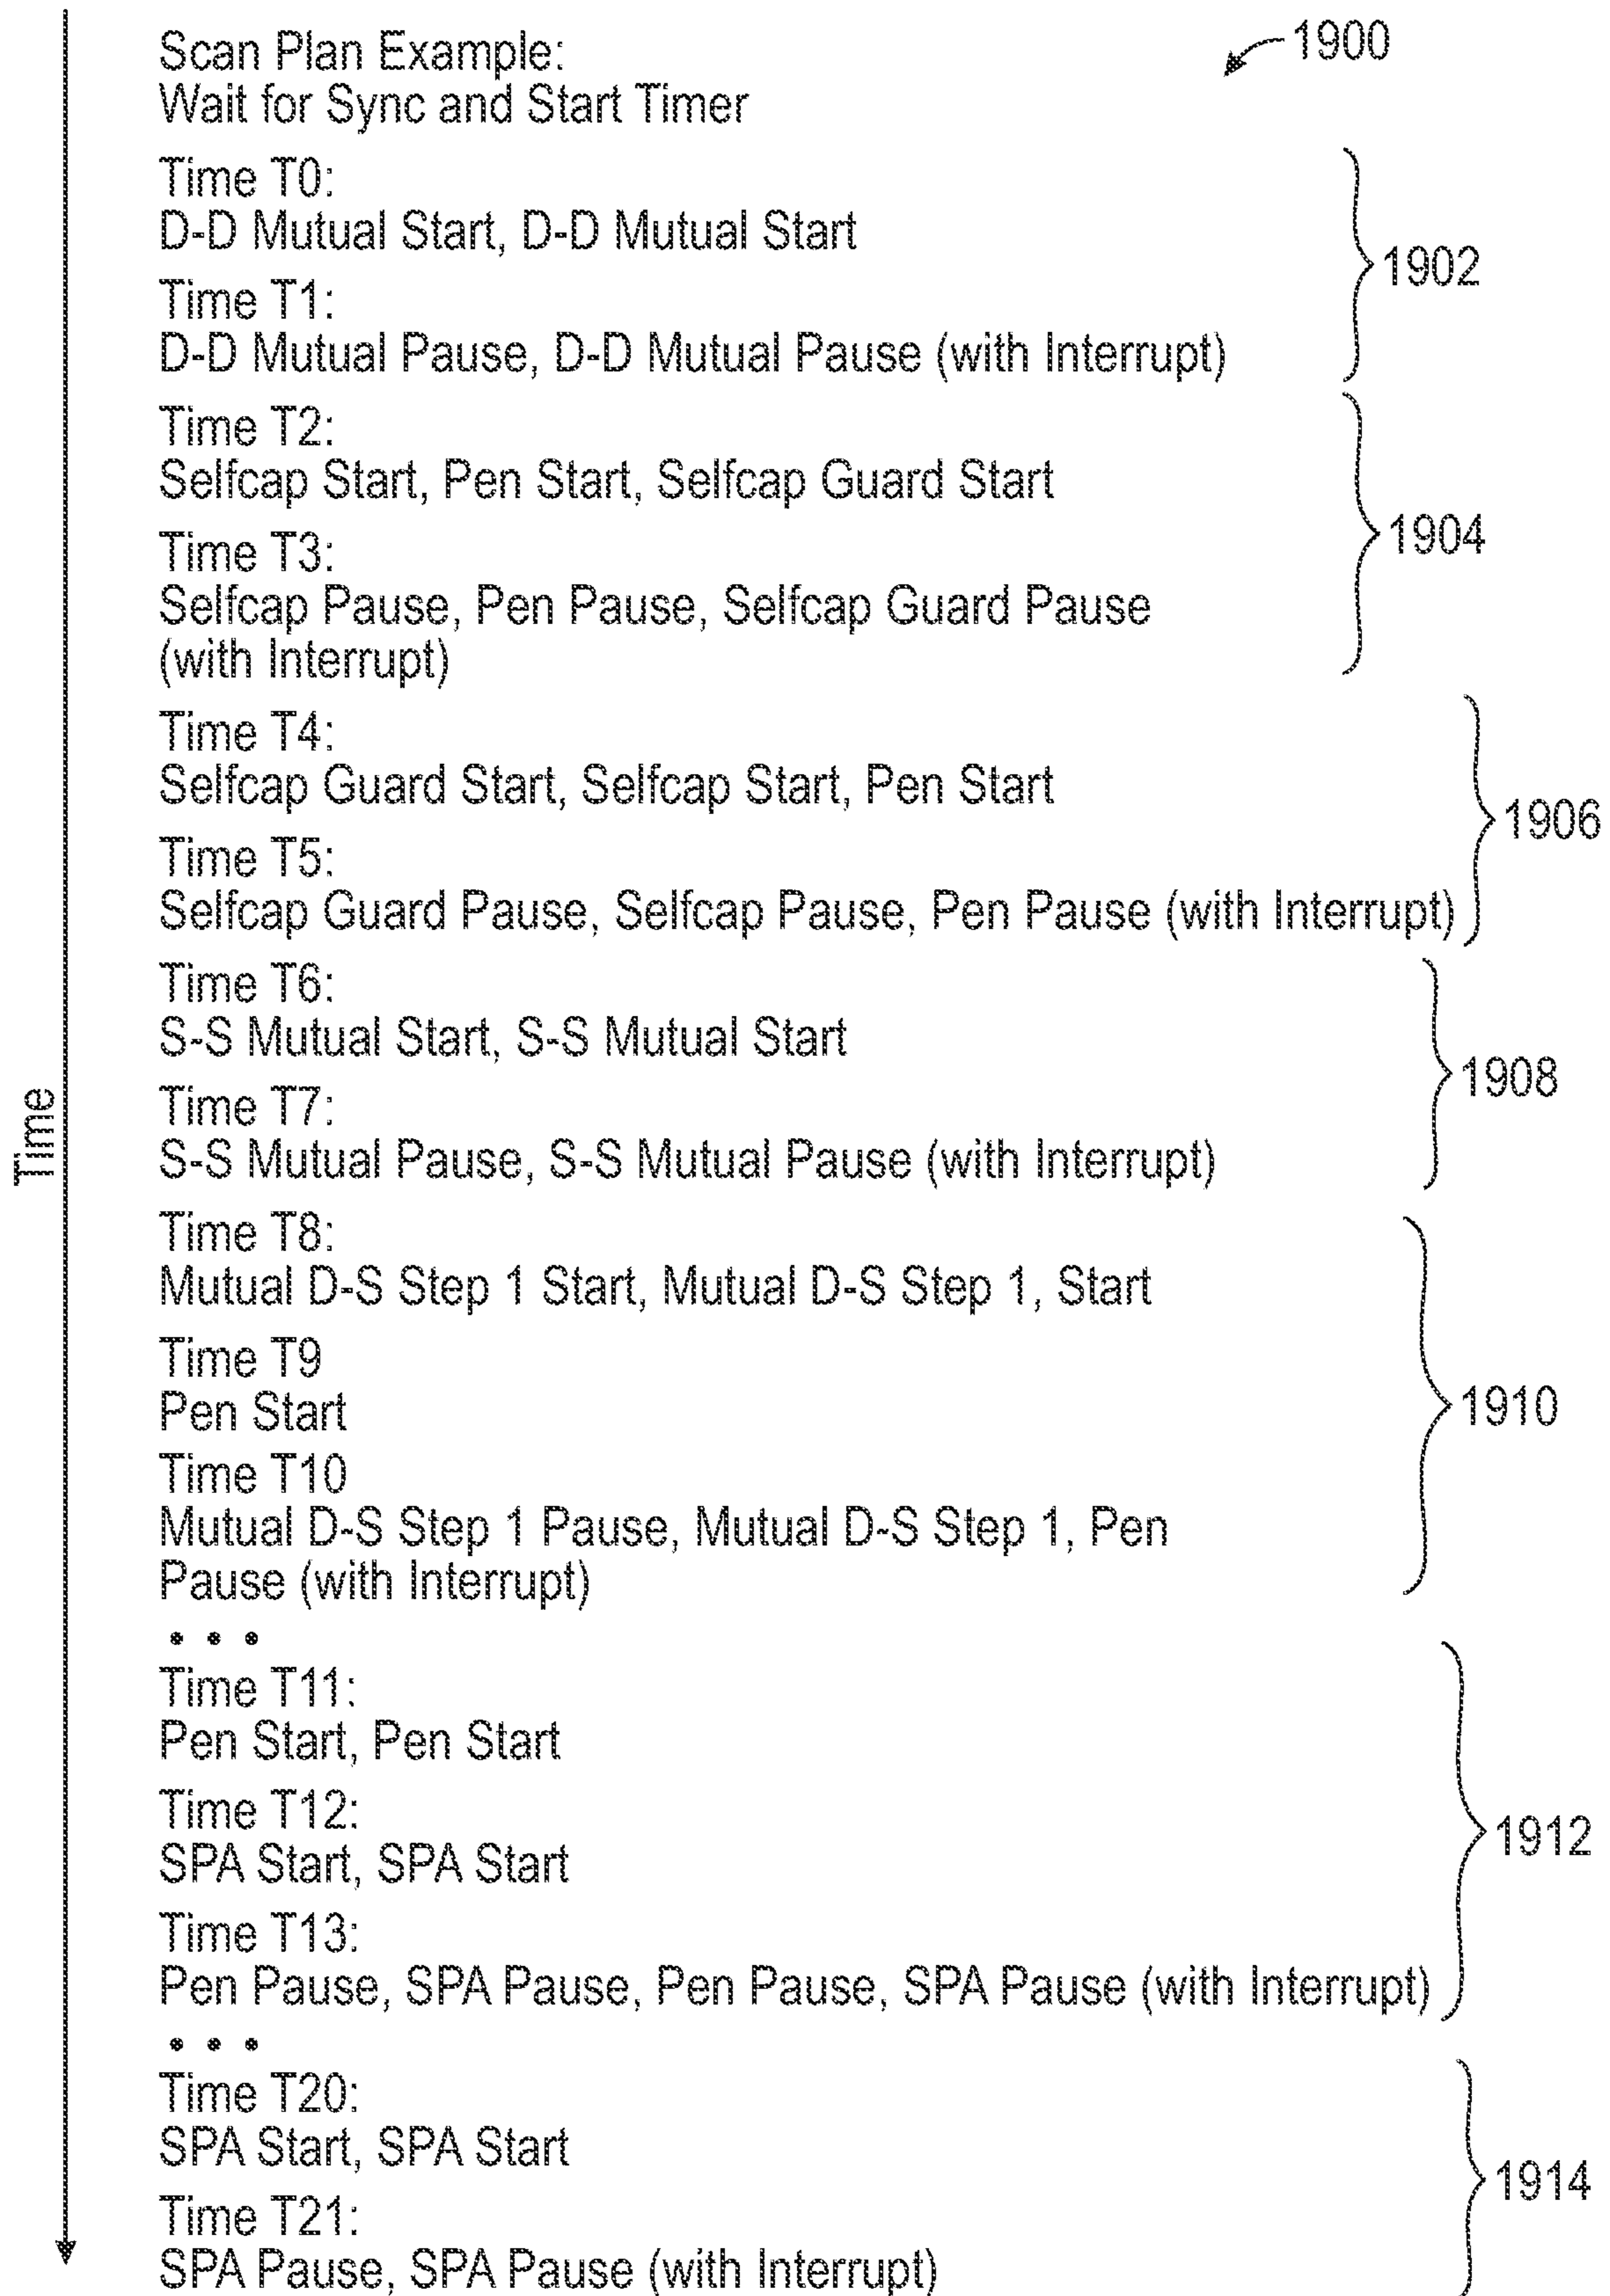 Scan Plan Example:
1900
Wait for Sync and Start Timer
Time T0:
D-D Mutual Start, D-D Mutual Start
1902
Time T1:
D-D Mutual Pause, D-D Mutual Pause (with Interrupt)
Time T2:
Selfcap Start, Pen Start, Selfcap Guard Start
1904
Time T3:
Selfcap Pause, Pen Pause, Selfcap Guard Pause
(with Interrupt)
Time T4:
Selfcap Guard Start, Selfcap Start, Pen Start
1906
Time T5:
Selfcap Guard Pause, Selfcap Pause, Pen Pause (with Interrupt)
Time T6:
S-S Mutual Start, S-S Mutual Start
1908
Time
Time T7:
S-S Mutual Pause, S-S Mutual Pause (with Interrupt)
Time T8:
Mutual D-S Step 1 Start, Mutual D-S Step 1, Start
Time T9
Pen Start
1910
Time T10
Mutual D-S Step 1 Pause, Mutual D-S Step 1, Pen
Pause (with Interrupt)
• • •
Time T11:
Pen Start, Pen Start
Time T12:
SPA Start, SPA Start
1912
Time T13:
Pen Pause, SPA Pause, Pen Pause, SPA Pause (with Interrupt)
• • •
Time T20:
SPA Start, SPA Start
1914
Time T21:
SPA Pause, SPA Pause (with Interrupt)